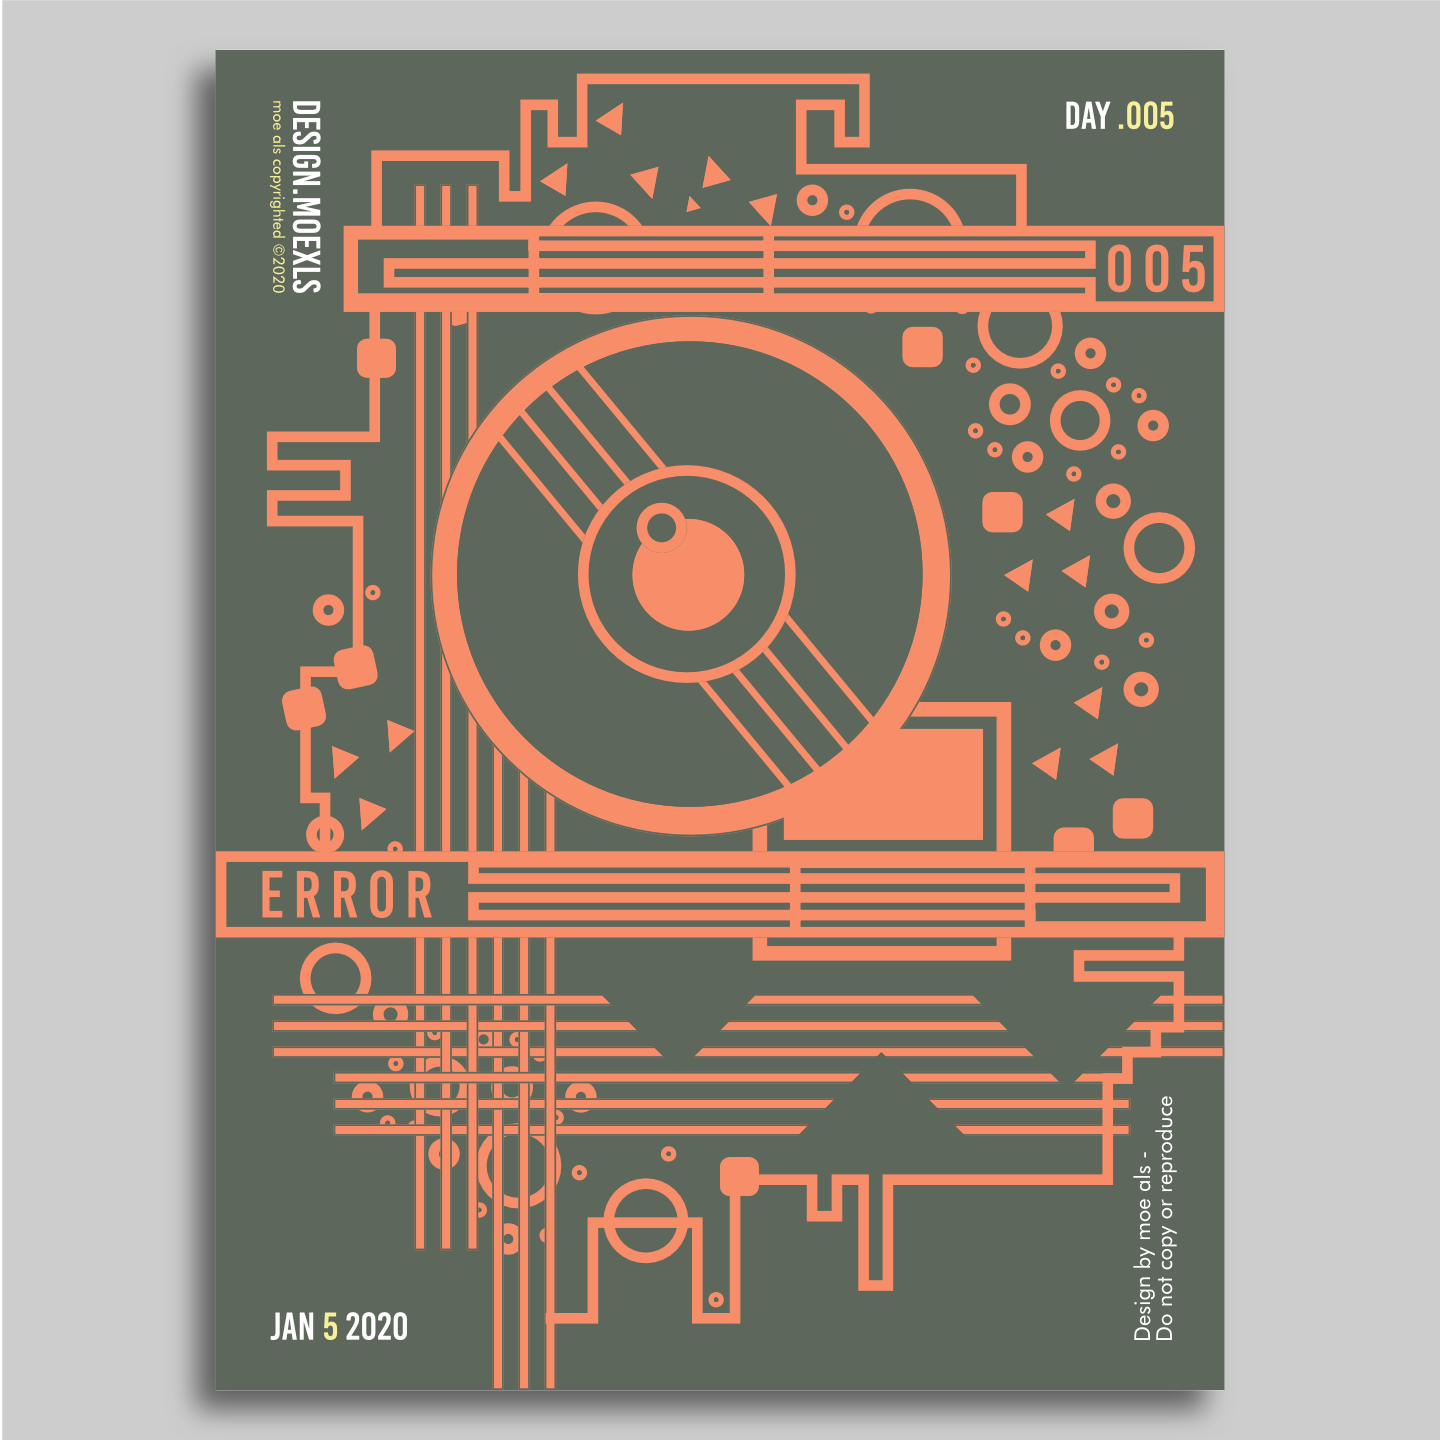 DESIGN.MOEXLS
moe als copyrighted ©2020
DAY .005
005
ERROR
JAN 5 2020
Design by moe als -
Do not copy or reproduce